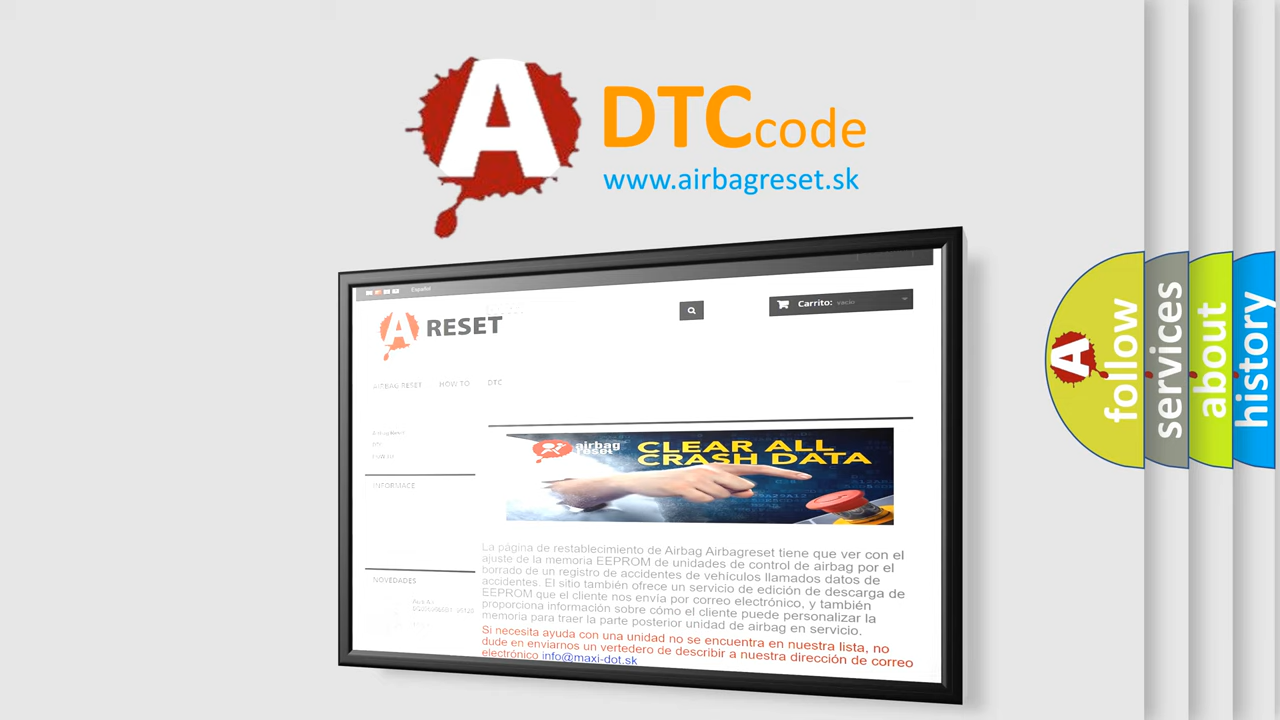 A
DTC code
www.airbagreset.sk
Español
A RESET
Carrito: vacío
AIRBAG RESET HOW TO DTC
INFORMACE
NOVEDADES
airbag
reset
CLEAR ALL
CRASH DATA
La página de restablecimiento de Airbag Airbagreset tiene que ver con el
ajuste de la memoria EEPROM de unidades de control de airbag por el
borrado de un registro de accidentes de vehículos llamados datos de
accidentes. El sitio también ofrece un servicio de edición de descarga de
EEPROM que el cliente nos envía por correo electrónico, y también
proporciona información sobre cómo el cliente puede personalizar la
memoria para traer la parte posterior unidad de airbag en servicio.
Si necesita ayuda con una unidad no se encuentra en nuestra lista, no
dude en enviarnos un vertedero de describir a nuestra dirección de correo
electrónico info@maxi-dot.sk
A
follow
services
about
history